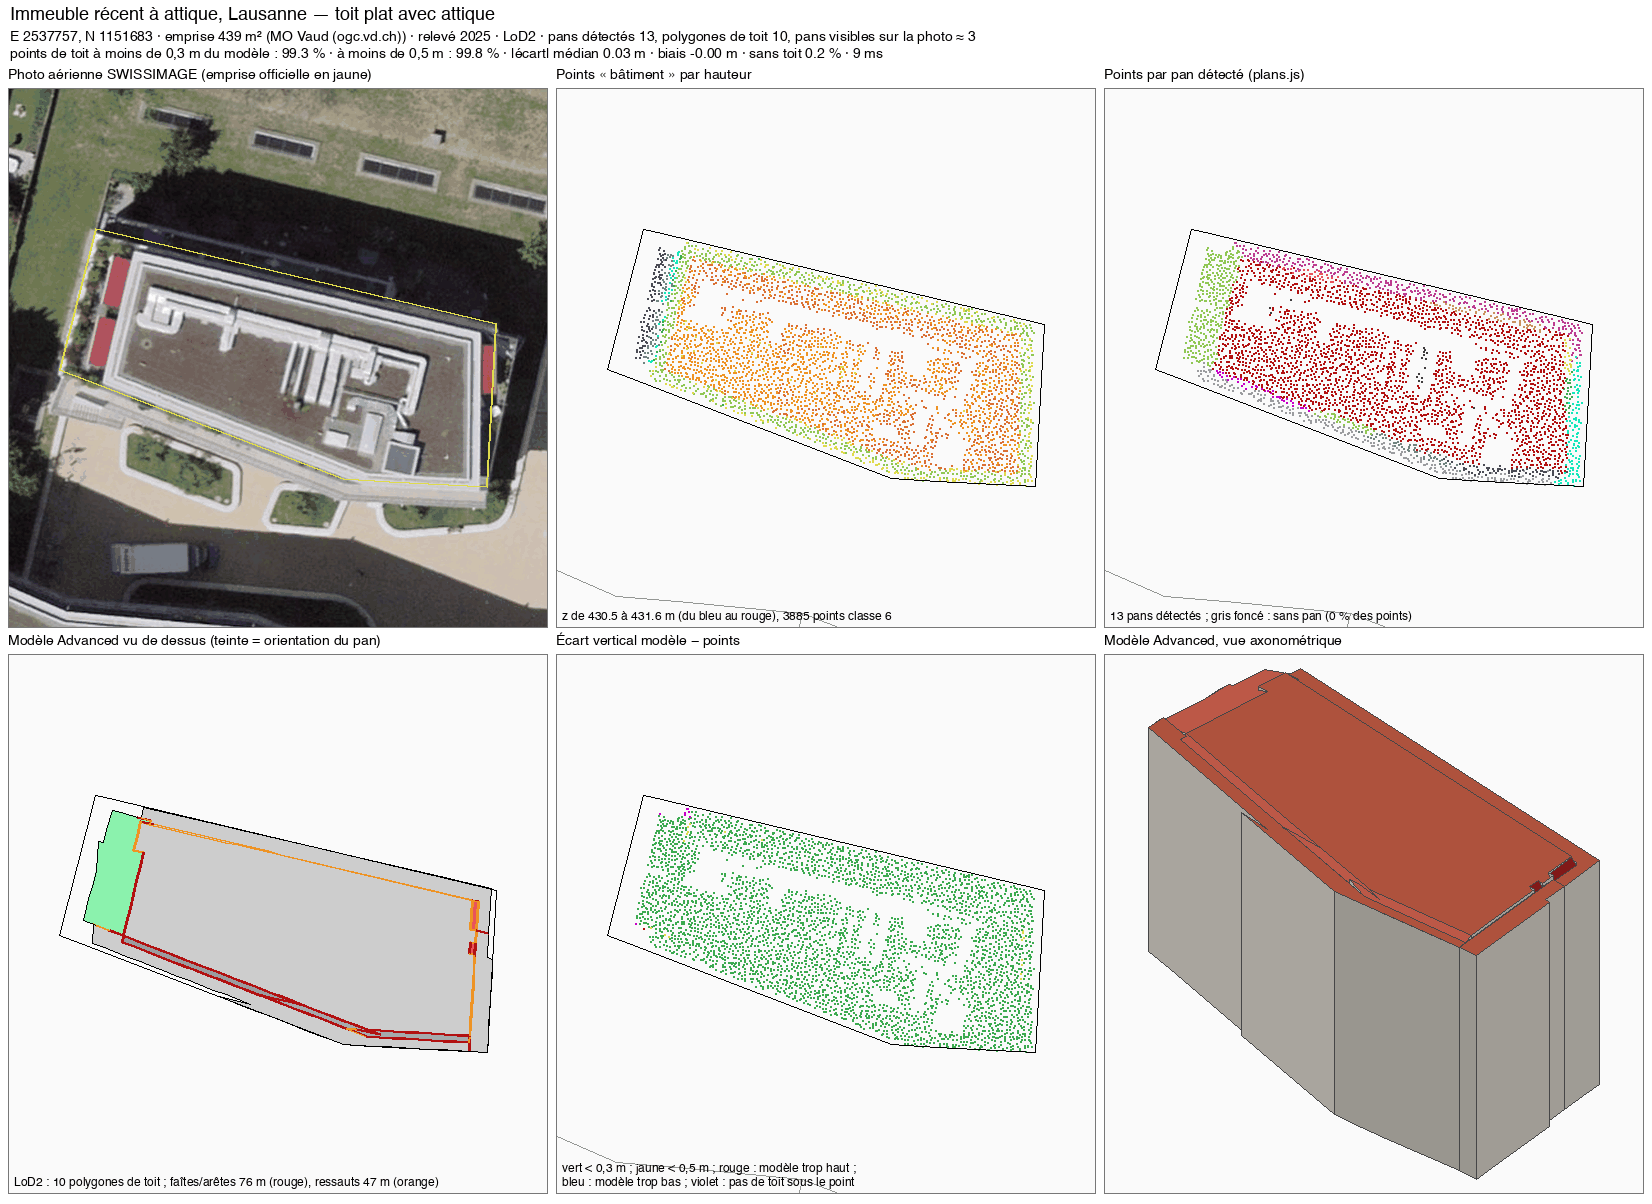 Immeuble récent à attique, Lausanne — toit plat avec attique
E 2537757, N 1151683 · emprise 439 m² (MO Vaud (ogc.vd.ch)) · relevé 2025 · LoD2 · pans détectés 13, polygones de toit 10, pans visibles sur la photo ≈ 3
points de toit à moins de 0,3 m du modèle : 99.3 % · à moins de 0,5 m : 99.8 % · |écart| médian 0.03 m · biais -0.00 m · sans toit 0.2 % · 9 ms
Photo aérienne SWISSIMAGE (emprise officielle en jaune)
Points « bâtiment » par hauteur
Points par pan détecté (plans.js)
z de 430.5 à 431.6 m (du bleu au rouge), 3885 points classe 6
13 pans détectés ; gris foncé : sans pan (0 % des points)
Modèle Advanced vu de dessus (teinte = orientation du pan)
Écart vertical modèle – points
Modèle Advanced, vue axonométrique
LoD2 : 10 polygones de toit ; faîtes/arêtes 76 m (rouge), ressauts 47 m (orange)
vert < 0,3 m ; jaune < 0,5 m ; rouge : modèle trop haut ;
bleu : modèle trop bas ; violet : pas de toit sous le point